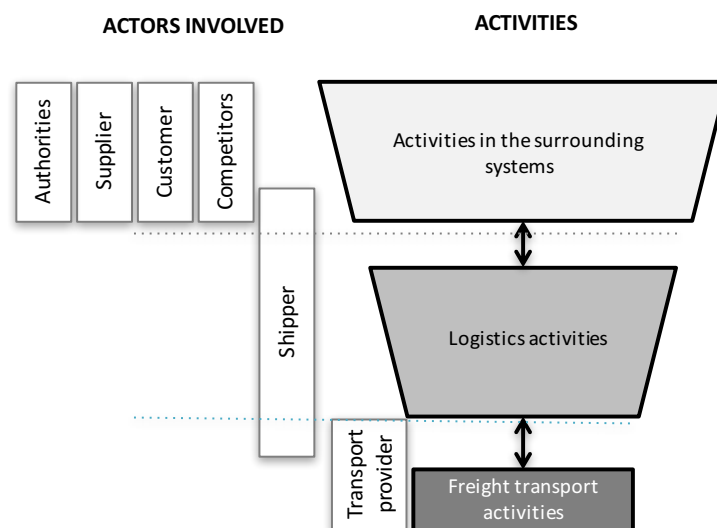 ACTORS INVOLVED
ACTIVITIES
Authorities
Supplier
Customer
Competitors
Activities in the surrounding
systems
Shipper
Logistics activities
Transport
provider
Freight transport
activities